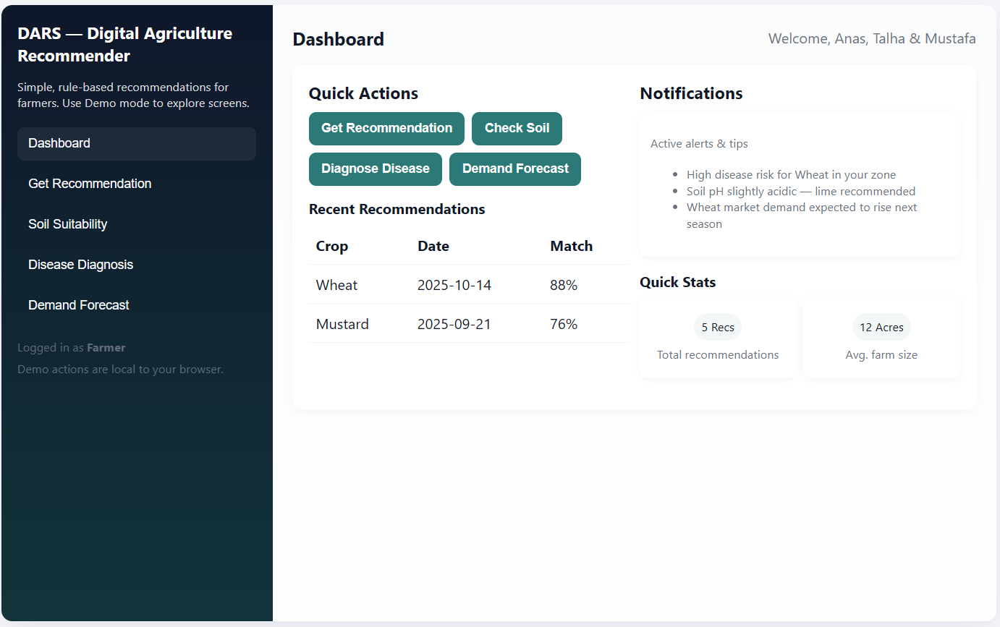 DARS — Digital Agriculture
Recommender
Simple, rule-based recommendations for
farmers. Use Demo mode to explore screens.
Dashboard
Get Recommendation
Soil Suitability
Disease Diagnosis
Demand Forecast
Logged in as Farmer
Demo actions are local to your browser.
Dashboard
Welcome, Anas, Talha & Mustafa
Quick Actions
Get Recommendation
Check Soil
Diagnose Disease
Demand Forecast
Recent Recommendations
Crop Date Match
Wheat 2025-10-14 88%
Mustard 2025-09-21 76%
Notifications
Active alerts & tips
• High disease risk for Wheat in your zone
• Soil pH slightly acidic — lime recommended
• Wheat market demand expected to rise next
season
Quick Stats
5 Recs
Total recommendations
12 Acres
Avg. farm size